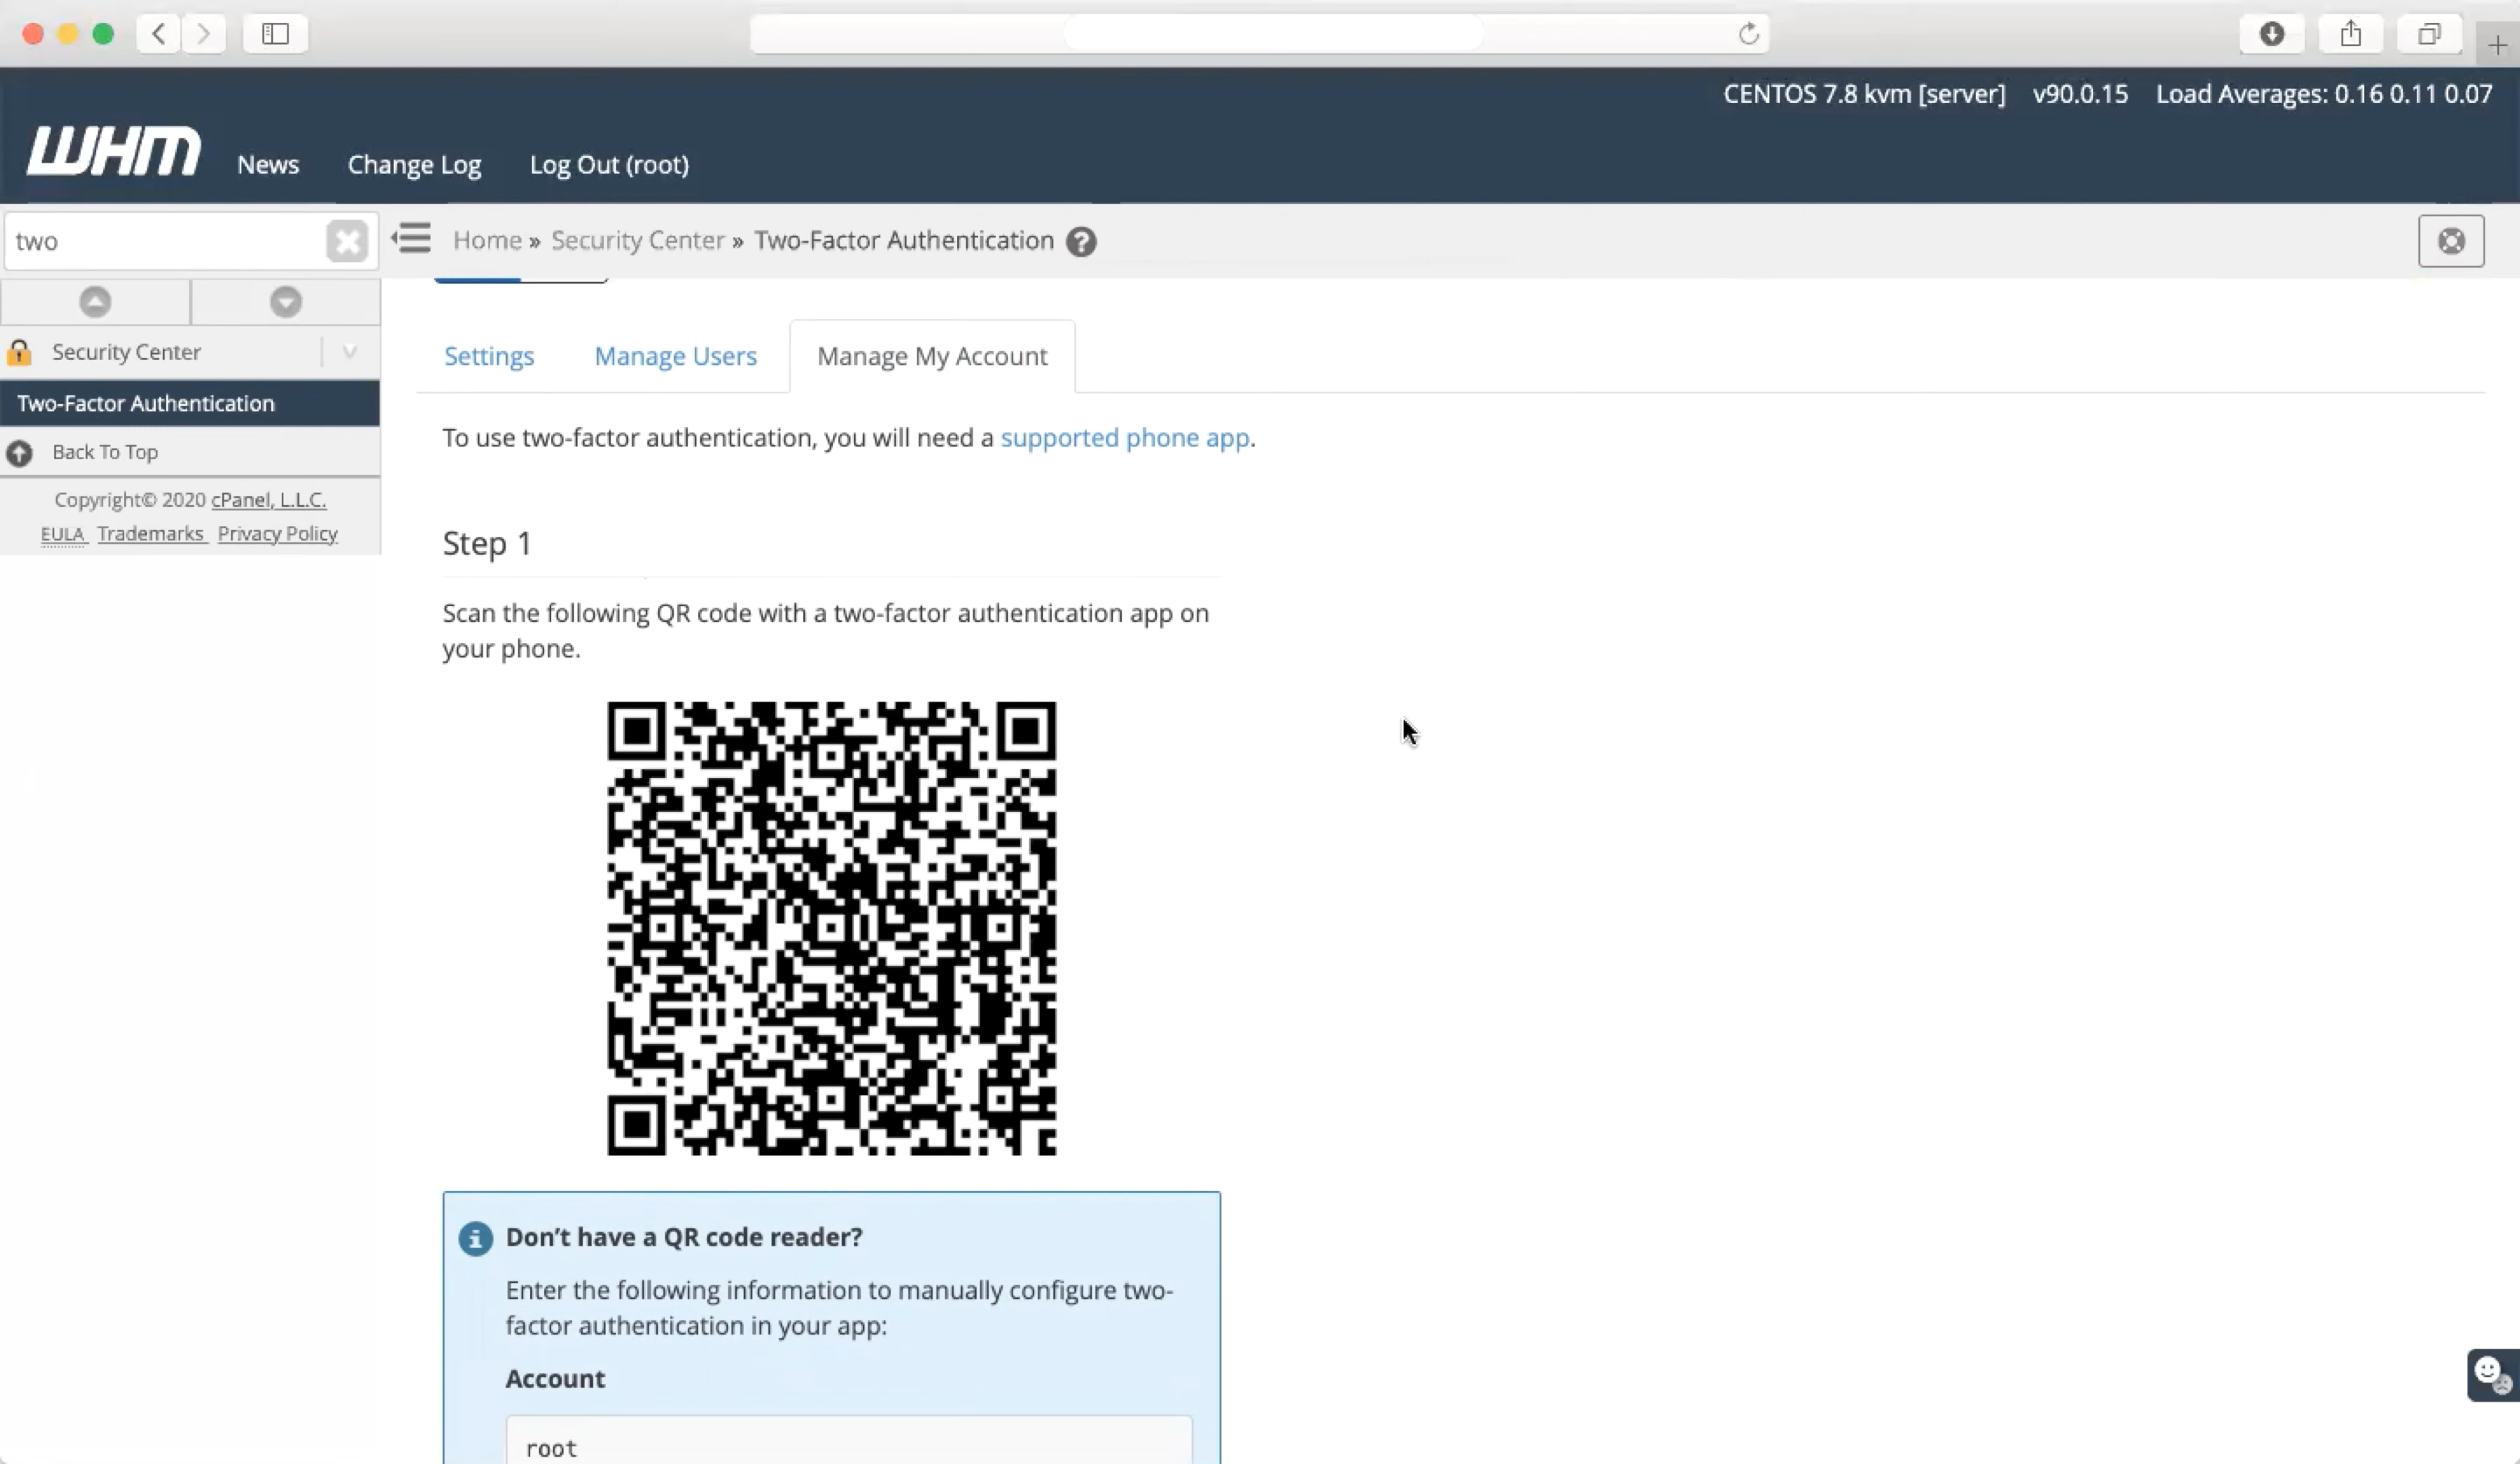 CENTOS 7.8 kvm [server] v90.0.15 Load Averages: 0.16 0.11 0.07
WHM News Change Log Log Out (root)
two
Home » Security Center » Two-Factor Authentication
Security Center
Two-Factor Authentication
Back To Top
Copyright© 2020 cPanel, L.L.C.
EULA Trademarks Privacy Policy
Settings Manage Users Manage My Account
To use two-factor authentication, you will need a supported phone app.
Step 1
Scan the following QR code with a two-factor authentication app on
your phone.
Don’t have a QR code reader?
Enter the following information to manually configure two-
factor authentication in your app:
Account
root